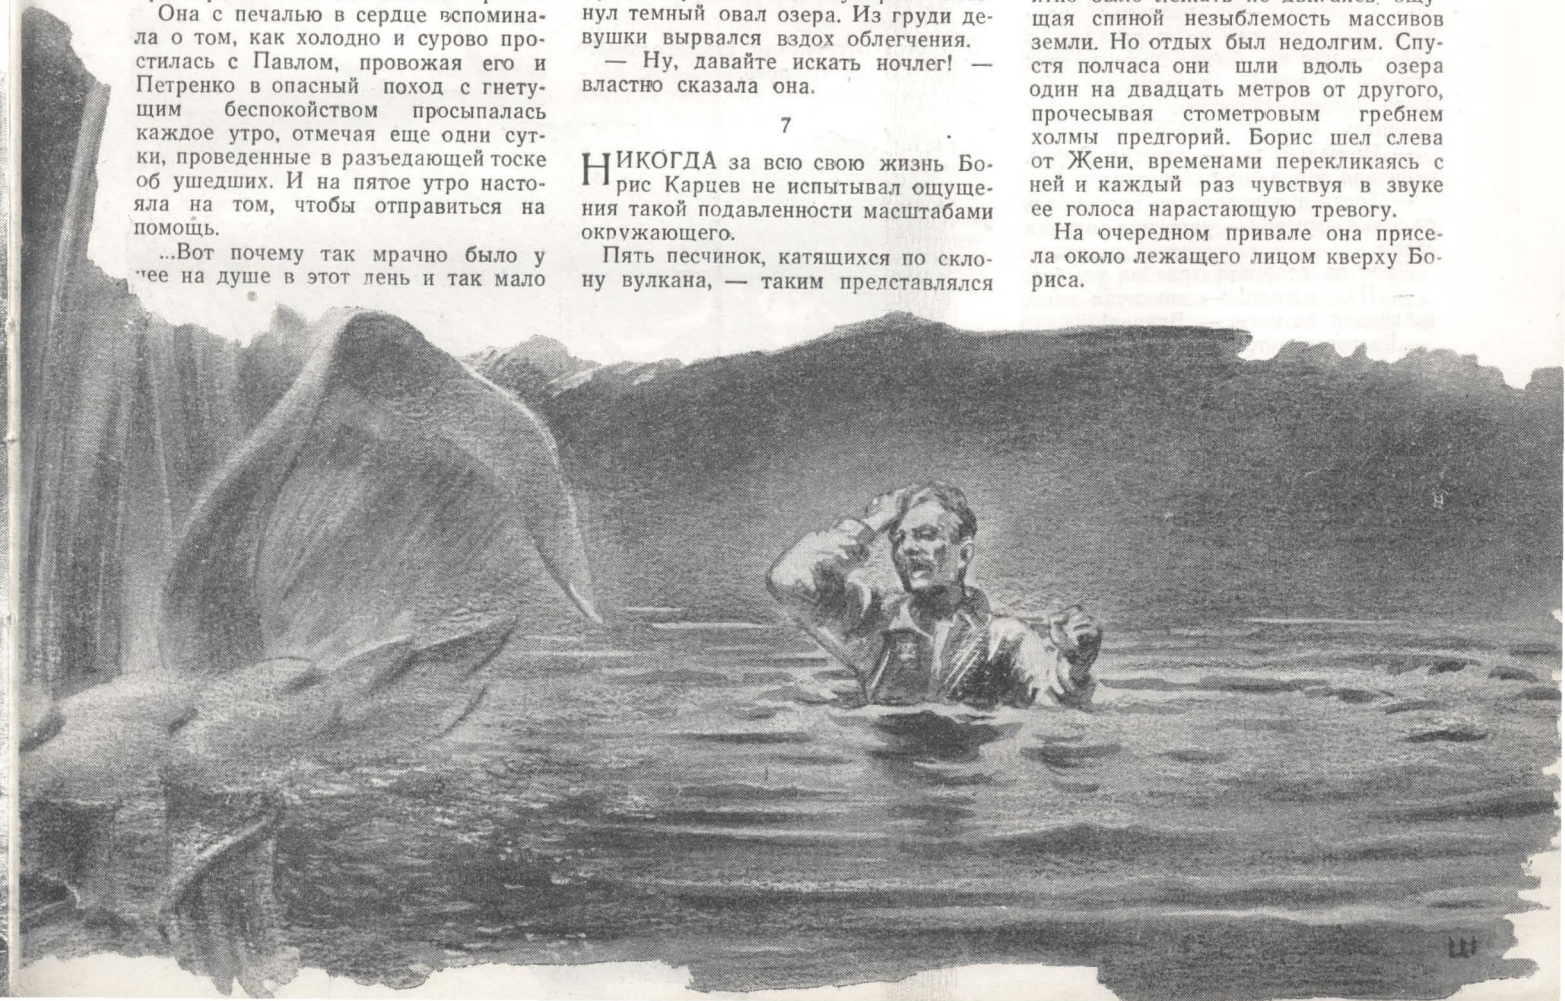 Она с печалью в сердце вспомина-
ла о том, как холодно и сурово про-
стилась с Павлом, провожая его и
Петренко в опасный поход с гнету-
щим беспокойством просыпалась
каждое утро, отмечая еще одни сут-
ки, проведенные в разъедающей тоске
об ушедших. И на пятое утро насто-
яла на том, чтобы отправиться на
помощь.
...Вот почему так мрачно было у
нее на душе в этот день и так мало
нул темный овал озера. Из груди де-
вушки вырвался вздох облегчения.
— Ну, давайте искать ночлег! —
властно сказала она.
7
НИКОГДА за всю свою жизнь Бо-
рис Карцев не испытывал ощуще-
ния такой подавленности масштабами
окружающего.
Пять песчинок, катящихся по скло-
ну вулкана, — таким представлялся
щая спиной незыблемость массивов
земли. Но отдых был недолгим. Спу-
стя полчаса они шли вдоль озера
один на двадцать метров от другого,
прочесывая стометровым гребнем
холмы предгорий. Борис шел слева
от Жени, временами перекликаясь с
ней и каждый раз чувствуя в звуке
ее голоса нарастающую тревогу.
На очередном привале она присе-
ла около лежащего лицом кверху Бо-
риса.